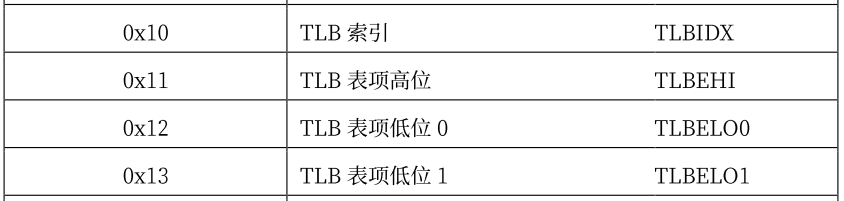 0x10 TLB 索引 TLBIDX
0x11 TLB 表项高位 TLBEHI
0x12 TLB 表项低位 0 TLBELO0
0x13 TLB 表项低位 1 TLBELO1